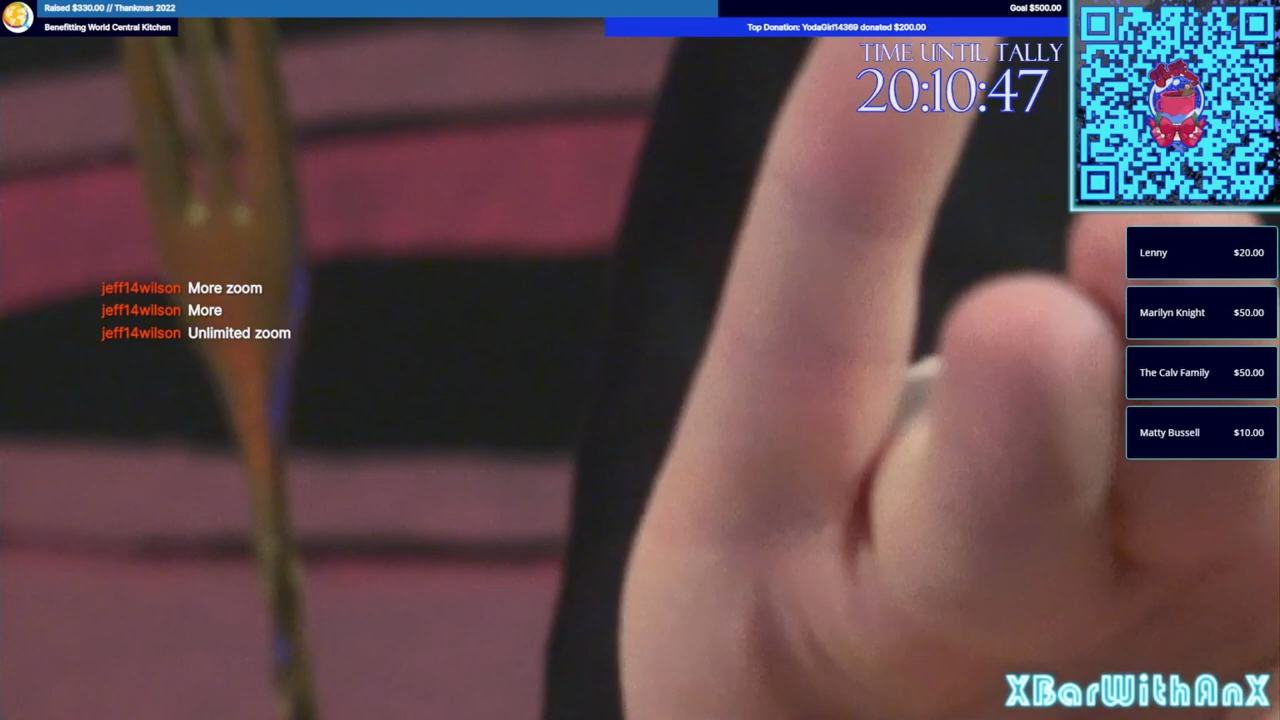 Raised $330.00 // Thankmas 2022
Goal $500.00
Benefitting World Central Kitchen
Top Donation: YodaGirl14369 donated $200.00
TIME UNTIL TALLY
20:10:47
Lenny $20.00
jeff14wilson More zoom
jeff14wilson More
jeff14wilson Unlimited zoom
Marilyn Knight $50.00
The Calv Family $50.00
Matty Bussell $10.00
XBarWithAnX